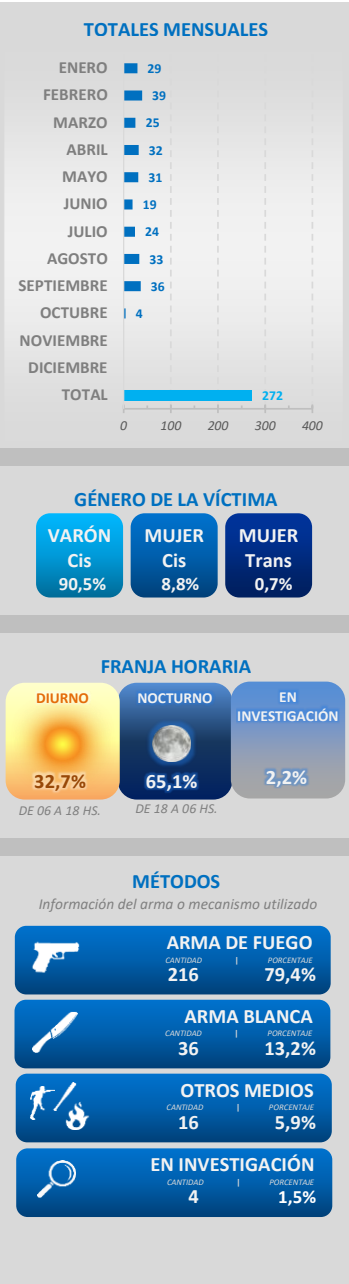 TOTALES MENSUALES
ENERO 29
FEBRERO 39
MARZO 25
ABRIL 32
MAYO 31
JUNIO 19
JULIO 24
AGOSTO 33
SEPTIEMBRE 36
OCTUBRE 4
NOVIEMBRE
DICIEMBRE
TOTAL 272
0 100 200 300 400
GÉNERO DE LA VÍCTIMA
VARÓN MUJER MUJER
Cis Cis Trans
90,5% 8,8% 0,7%
FRANJA HORARIA
DIURNO NOCTURNO EN
INVESTIGACIÓN
32,7% 65,1% 2,2%
DE 06 A 18 HS. DE 18 A 06 HS.
MÉTODOS
Información del arma o mecanismo utilizado
ARMA DE FUEGO
CANTIDAD | PORCENTAJE
216 79,4%
ARMA BLANCA
CANTIDAD | PORCENTAJE
36 13,2%
OTROS MEDIOS
CANTIDAD | PORCENTAJE
16 5,9%
EN INVESTIGACIÓN
CANTIDAD | PORCENTAJE
4 1,5%